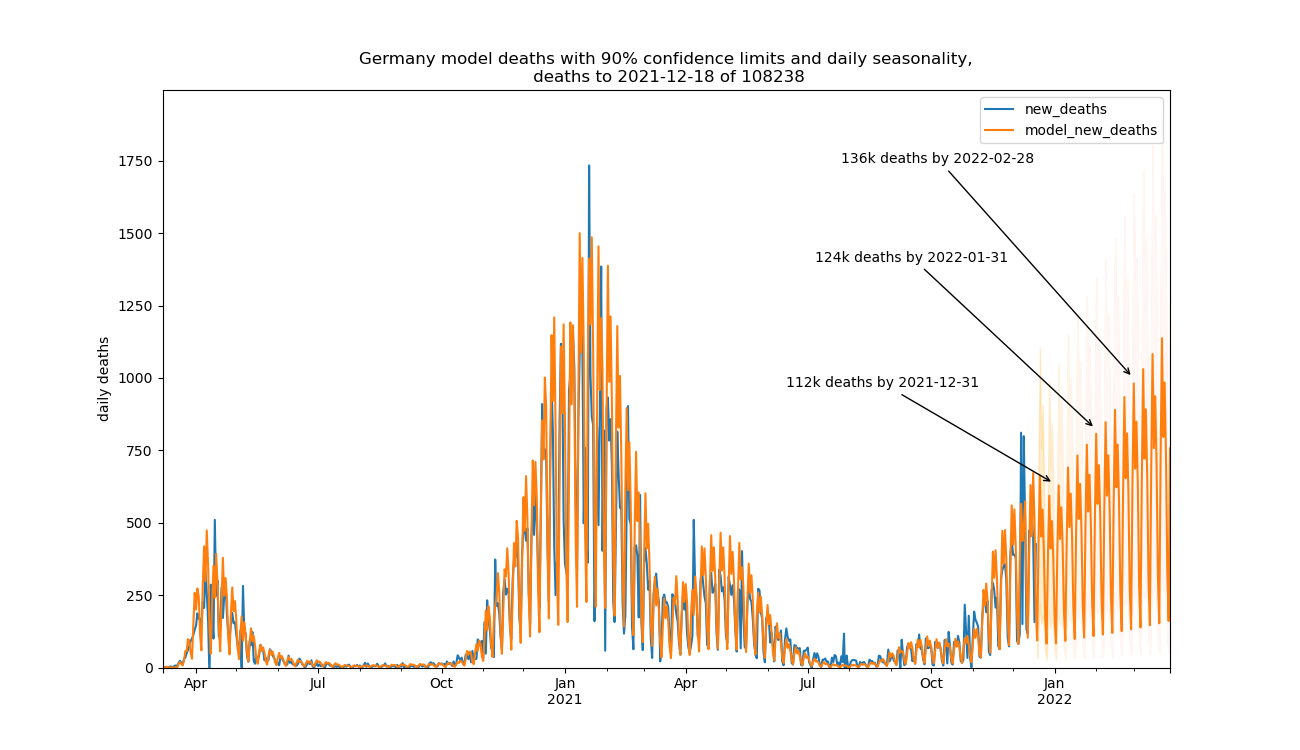 Germany model deaths with 90% confidence limits and daily seasonality,
deaths to 2021-12-18 of 108238
new_deaths
model_new_deaths
136k deaths by 2022-02-28
124k deaths by 2022-01-31
112k deaths by 2021-12-31
daily deaths
1750
1500
1250
1000
750
500
250
0
Apr
Jul
Oct
Jan
2021
Apr
Jul
Oct
Jan
2022